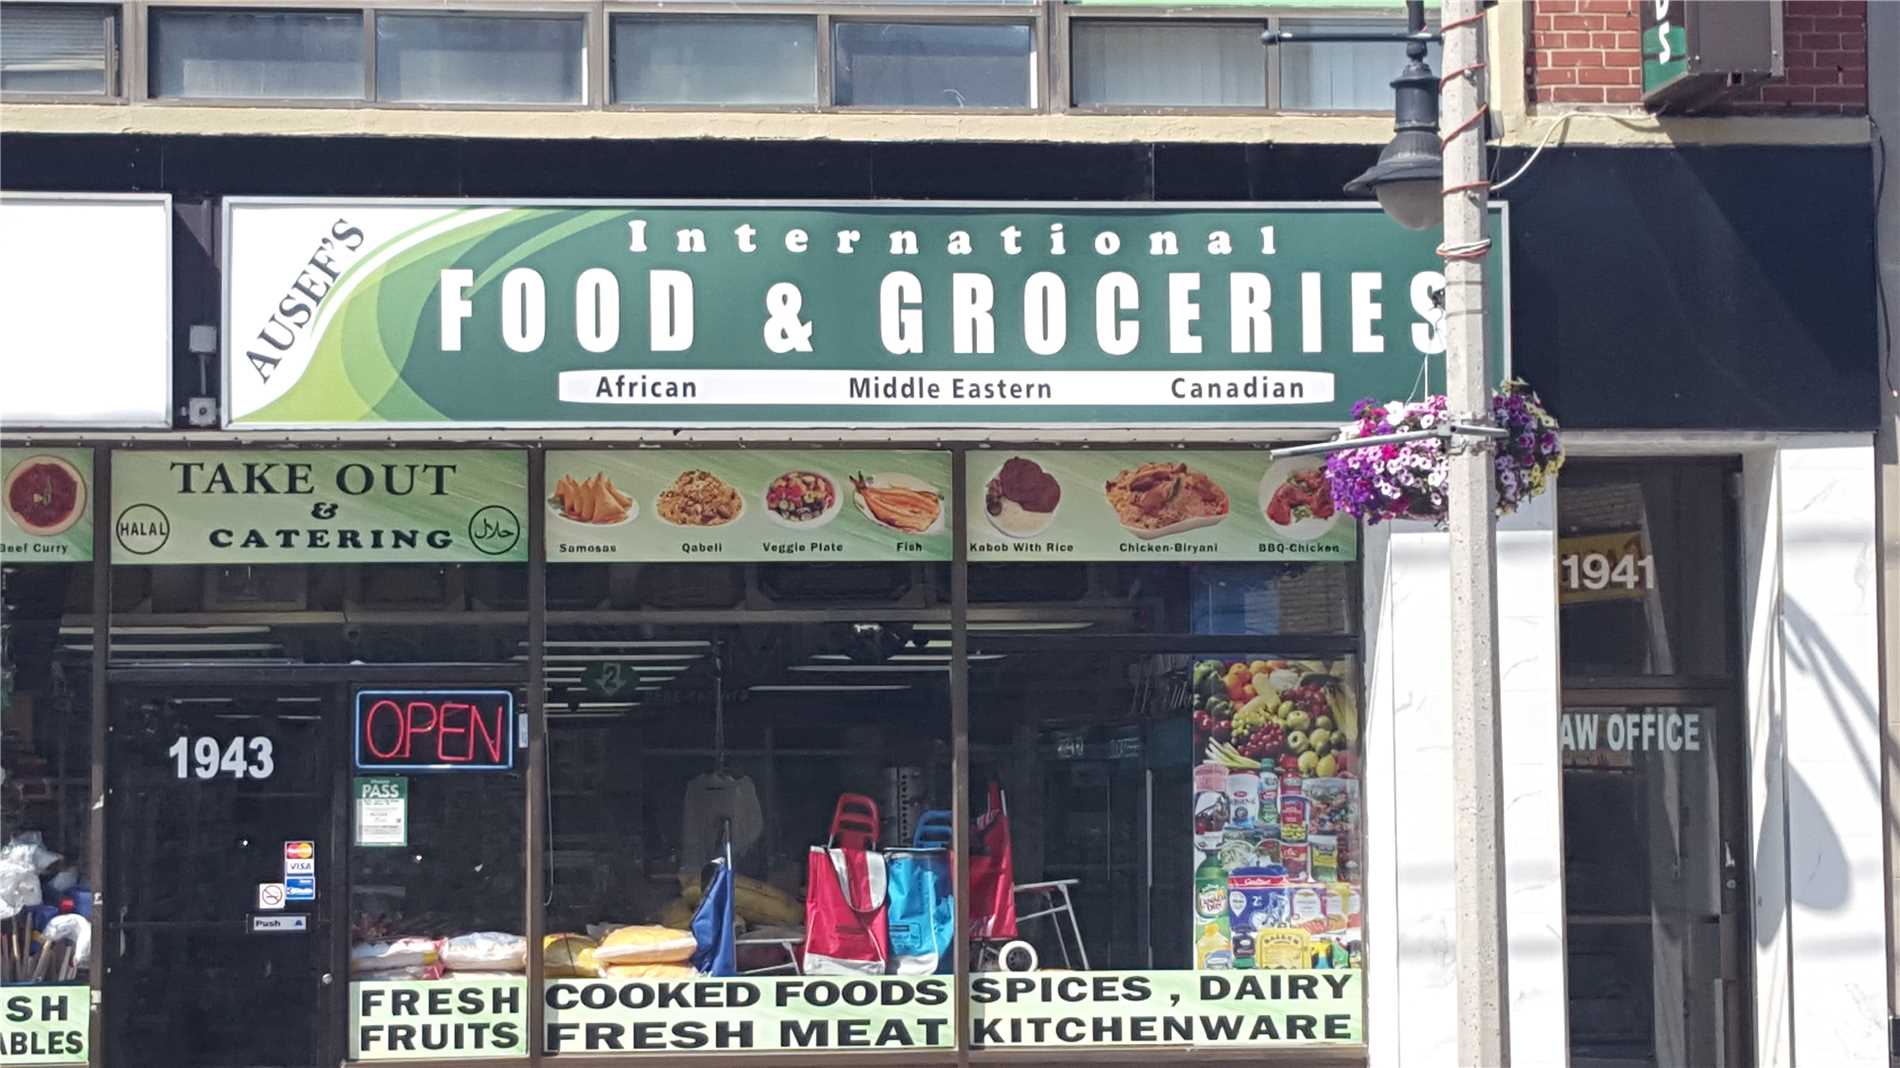 AUSEF'S
International
FOOD & GROCERIES
African Middle Eastern Canadian
Beef Curry
TAKE OUT
&
CATERING
HALAL
حلال
Samosas Qabeli Veggie Plate Fish
Kabob With Rice Chicken-Biryani BBQ-Chicken
1941
AW OFFICE
1943
OPEN
PASS
VISA
Push
SH
ABLES
FRESH
FRUITS
COOKED FOODS
FRESH MEAT
SPICES , DAIRY
KITCHENWARE